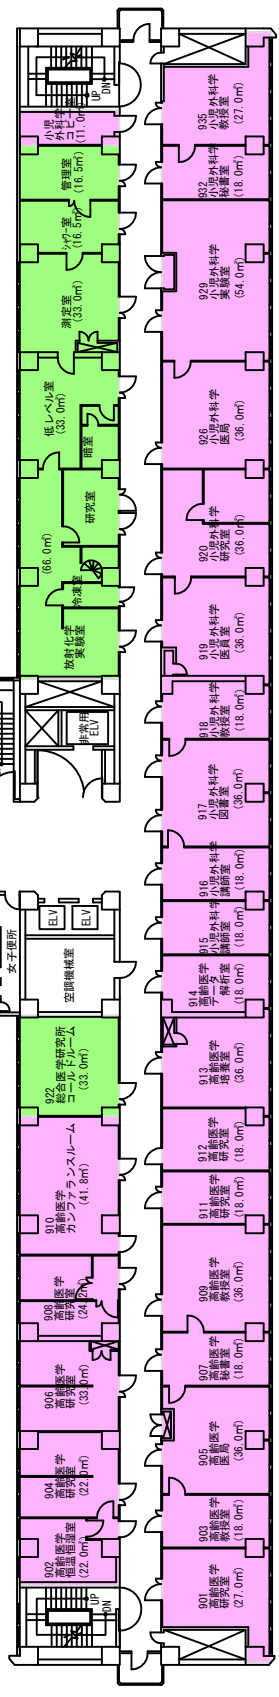 DN
UP
小児
外科学
コピー室
(11.0㎡)
管理室
(16.5㎡)
シャワー室
(16.5㎡)
測定室
(33.0㎡)
低レベル室
(33.0㎡)
暗室
研究室
(66.0㎡)
冷凍室
放射化学
実験室
非常用
ELV
女子便所
ELV
ELV
空調機械室
922
総合医学研究所
コールドルーム
(33.0㎡)
910
高齢医学
カンファランスルーム
(41.8㎡)
908
高齢医学
研究室
(24.2㎡)
906
高齢医学
研究室
(33.0㎡)
904
高齢医学
研究室
(22.0㎡)
902
高齢医学
恒温恒湿室
(22.0㎡)
UP
DN
935
小児外科学
教授室
(27.0㎡)
932
小児外科学
秘書室
(18.0㎡)
929
小児外科学
実験室
(54.0㎡)
926
小児外科学
医局
(36.0㎡)
920
小児外科学
研究室
(36.0㎡)
919
小児外科学
医員室
(36.0㎡)
918
小児外科学
教授室
(18.0㎡)
917
小児外科学
図書室
(36.0㎡)
916
小児外科学
講師室
(18.0㎡)
915
小児外科学
講師室
(18.0㎡)
914
高齢医学
データ
解析室
(18.0㎡)
913
高齢医学
培養室
(36.0㎡)
912
高齢医学
研究室
(18.0㎡)
911
高齢医学
研究室
(18.0㎡)
909
高齢医学
教授室
(36.0㎡)
907
高齢医学
秘書室
(18.0㎡)
905
高齢医学
医局
(36.0㎡)
903
高齢医学
教授室
(18.0㎡)
901
高齢医学
研究室
(27.0㎡)